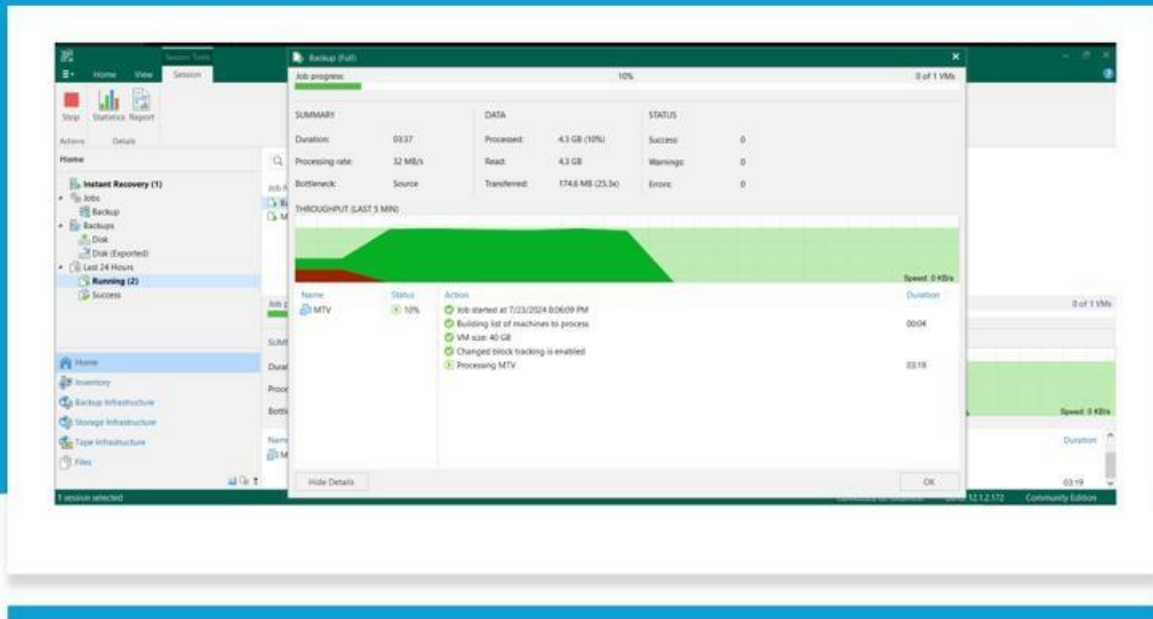 Session Tools
Home View Session
Stop Statistics Report
Actions Details
Home
Instant Recovery (1)
Jobs
Backup
Backups
Disk
Disk (Exported)
Last 24 Hours
Running (2)
Success
Home
Inventory
Backup Infrastructure
Storage Infrastructure
Tape Infrastructure
Files
1 session selected
Backup (Full)
Job progress: 10% 0 of 1 VMs
SUMMARY DATA STATUS
Duration: 03:37 Processed: 4.3 GB (10%) Success: 0
Processing rate: 32 MB/s Read: 4.3 GB Warnings: 0
Bottleneck: Source Transferred: 174.6 MB (25.3x) Errors: 0
THROUGHPUT (LAST 5 MIN)
Speed: 0 KB/s
Name Status Action Duration
MTV 10% Job started at 7/23/2024 8:06:09 PM
Building list of machines to process 00:04
VM size: 40 GB
Changed block tracking is enabled
Processing MTV 03:19
Hide Details OK
0 of 1 VMs
Speed: 0 KB/s
Duration
03:19
12.1.2.172 Community Edition